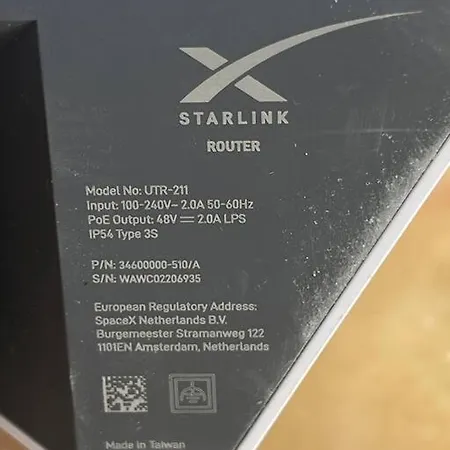 STARLINK
ROUTER
Model No: UTR-211
Input: 100-240V~ 2.0A 50-60Hz
PoE Output: 48V ⎓ 2.0A LPS
IP54 Type 3S
P/N: 34600000-510/A
S/N: WAWC02206935
European Regulatory Address:
SpaceX Netherlands B.V.
Burgemeester Stramanweg 122
1101EN Amsterdam, Netherlands
Made in Taiwan